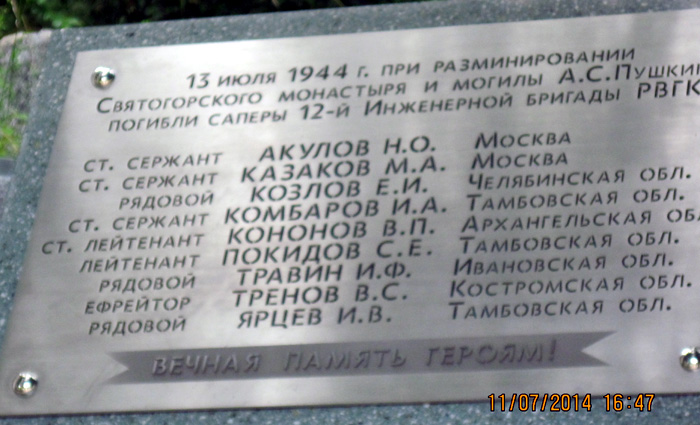 13 июля 1944 г. при разминировании
Святогорского монастыря и могилы А.С.Пушки
погибли саперы 12-й Инженерной бригады РВГК
ст. сержант АКУЛОВ Н.О. Москва
ст. сержант КАЗАКОВ М.А. Москва
рядовой КОЗЛОВ Е.И. Челябинская обл.
ст. сержант КОМБАРОВ И.А. Тамбовская обл.
ст. лейтенант КОНОНОВ В.П. Архангельская об
лейтенант ПОКИДОВ С.Е. Тамбовская обл.
рядовой ТРАВИН И.Ф. Ивановская обл.
ефрейтор ТРЕНОВ В.С. Костромская обл.
рядовой ЯРЦЕВ И.В. Тамбовская обл.
ВЕЧНАЯ ПАМЯТЬ ГЕРОЯМ!
11/07/2014 16:47